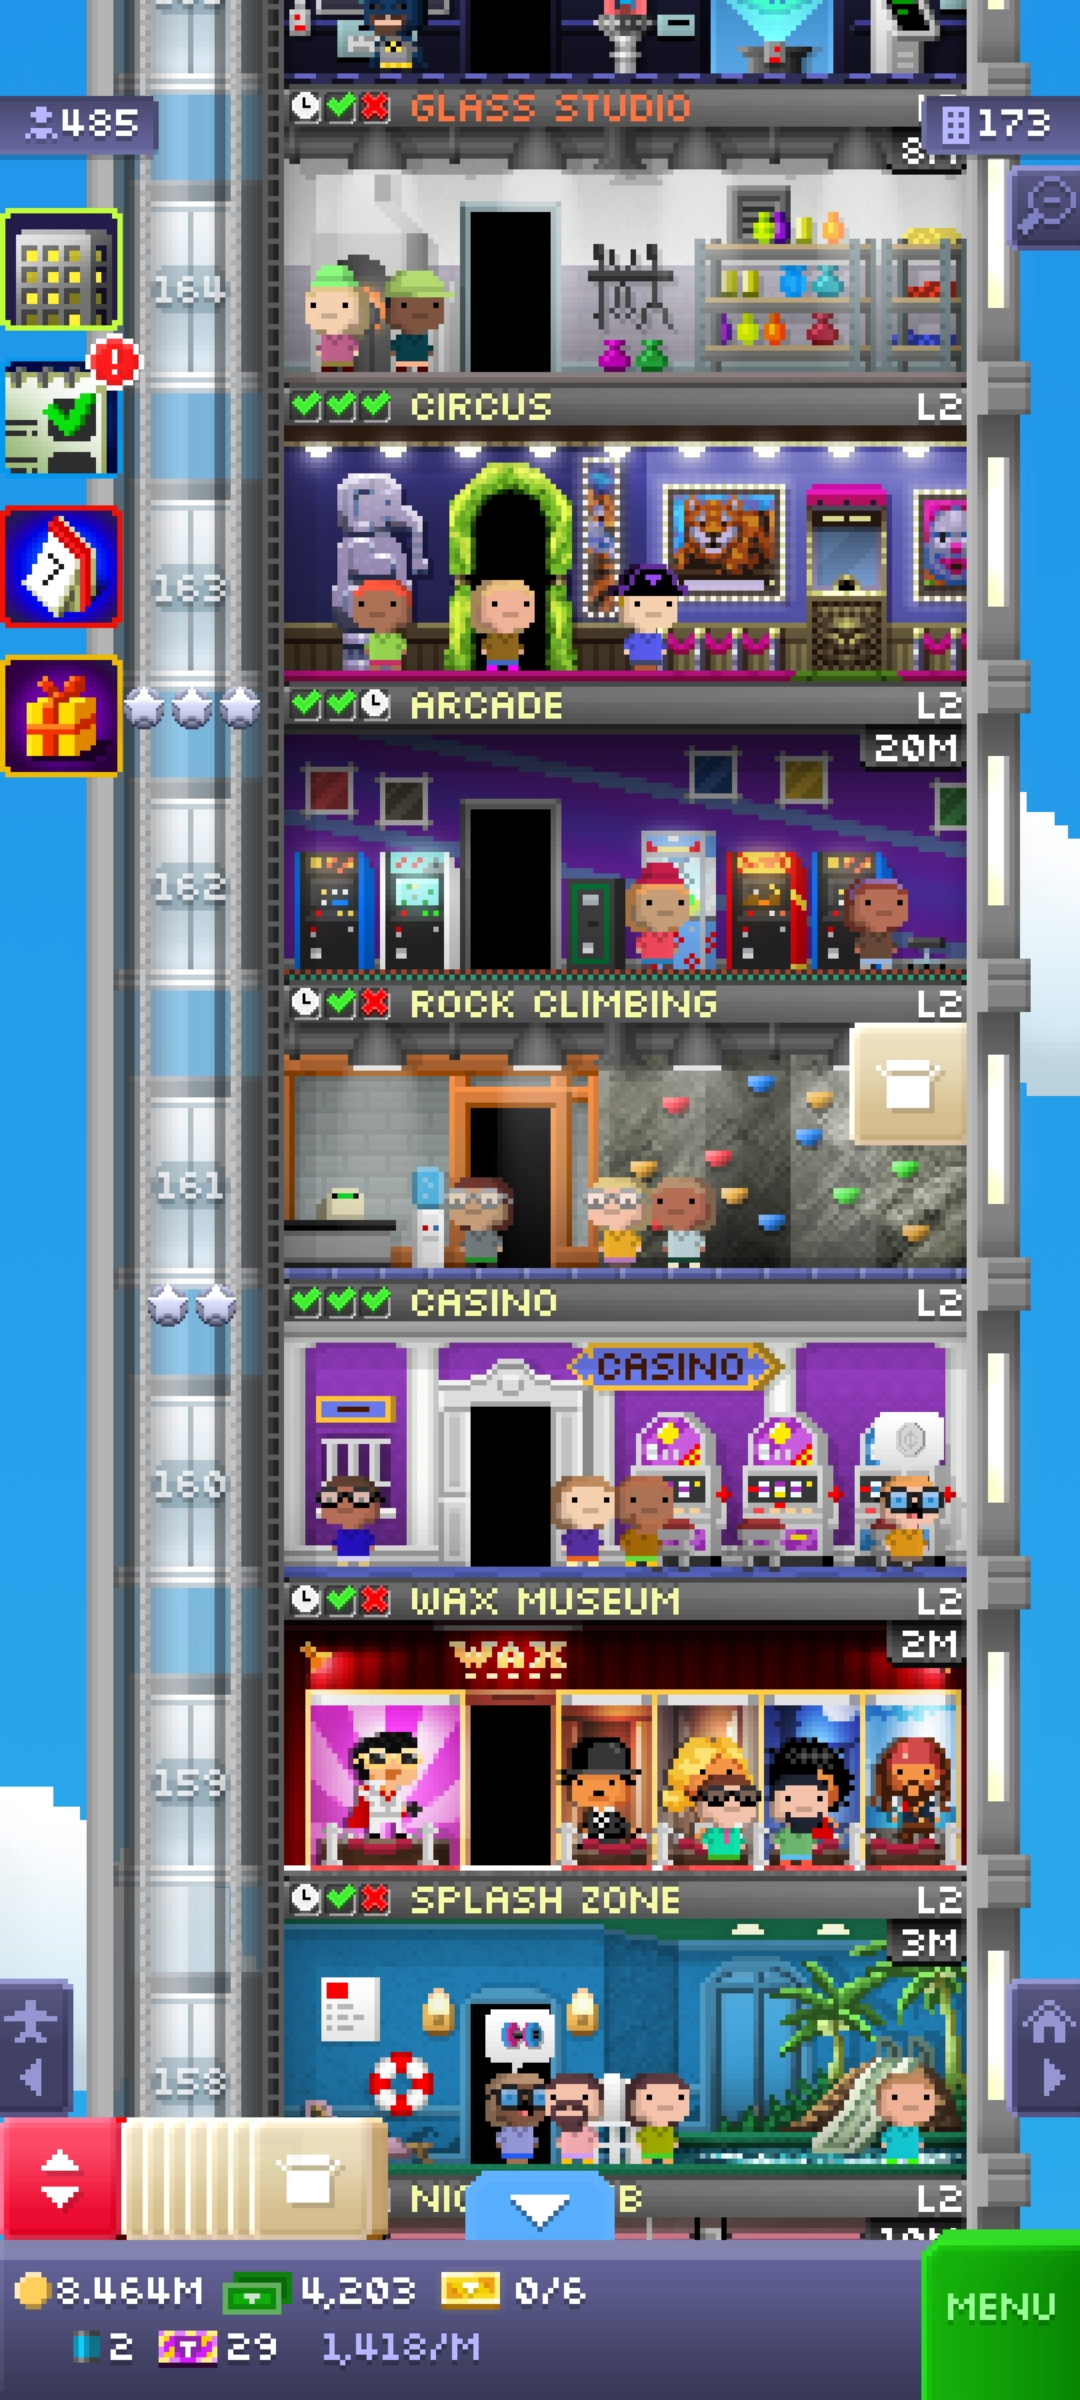 GLASS STUDIO
485
173
164
CIRCUS L2
7
163
ARCADE L2
20M
162
ROCK CLIMBING L2
161
CASINO L2
CASINO
160
WAX MUSEUM L2
2M
WAX
159
SPLASH ZONE L2
3M
158
L2
8.464M 4,203 0/6
MENU
2 29 1,418/M